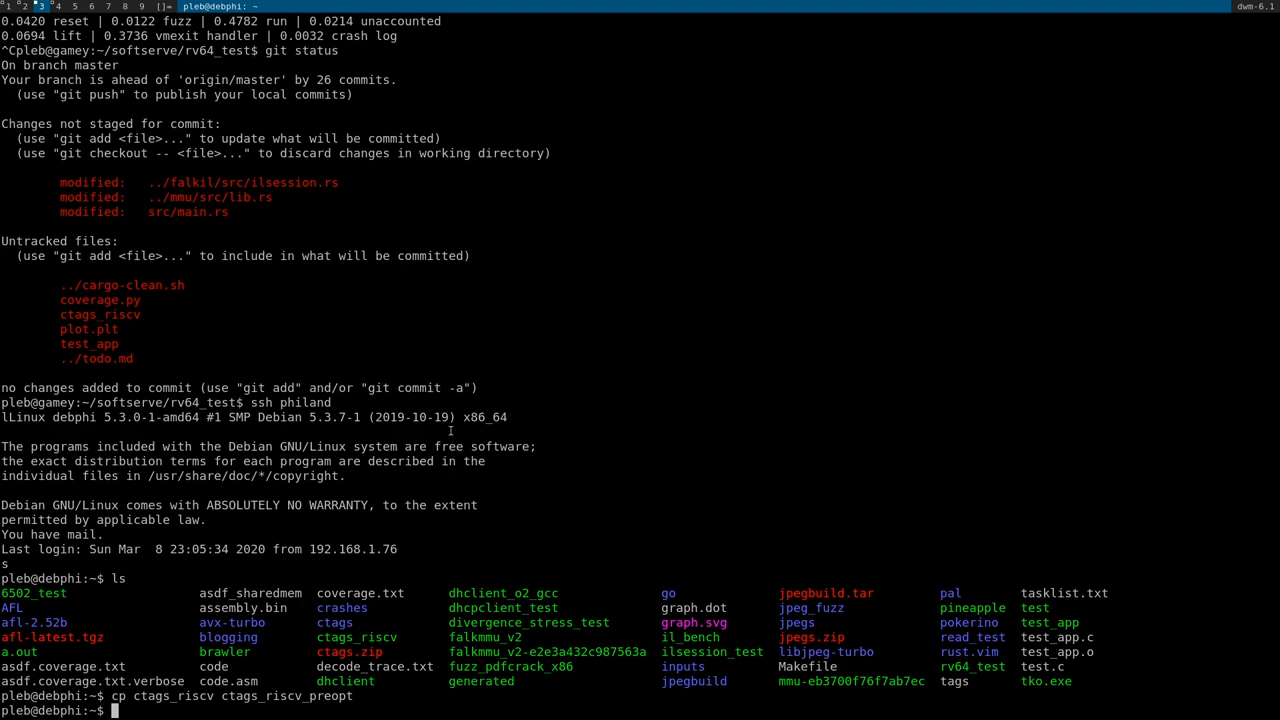 1 2 3 4 5 6 7 8 9 []= pleb@debphi: ~ dwm-6.1
0.0420 reset | 0.0122 fuzz | 0.4782 run | 0.0214 unaccounted
0.0694 lift | 0.3736 vmexit handler | 0.0032 crash log
^Cpleb@gamey:~/softserve/rv64_test$ git status
On branch master
Your branch is ahead of 'origin/master' by 26 commits.
  (use "git push" to publish your local commits)
Changes not staged for commit:
  (use "git add <file>..." to update what will be committed)
  (use "git checkout -- <file>..." to discard changes in working directory)
        modified:   ../falkil/src/ilsession.rs
        modified:   ../mmu/src/lib.rs
        modified:   src/main.rs
Untracked files:
  (use "git add <file>..." to include in what will be committed)
        ../cargo-clean.sh
        coverage.py
        ctags_riscv
        plot.plt
        test_app
        ../todo.md
no changes added to commit (use "git add" and/or "git commit -a")
pleb@gamey:~/softserve/rv64_test$ ssh philand
lLinux debphi 5.3.0-1-amd64 #1 SMP Debian 5.3.7-1 (2019-10-19) x86_64
The programs included with the Debian GNU/Linux system are free software;
the exact distribution terms for each program are described in the
individual files in /usr/share/doc/*/copyright.
Debian GNU/Linux comes with ABSOLUTELY NO WARRANTY, to the extent
permitted by applicable law.
You have mail.
Last login: Sun Mar  8 23:05:34 2020 from 192.168.1.76
s
pleb@debphi:~$ ls
6502_test asdf_sharedmem coverage.txt dhclient_o2_gcc go jpegbuild.tar pal tasklist.txt
AFL assembly.bin crashes dhcpclient_test graph.dot jpeg_fuzz pineapple test
afl-2.52b avx-turbo ctags divergence_stress_test graph.svg jpegs pokerino test_app
afl-latest.tgz blogging ctags_riscv falkmmu_v2 il_bench jpegs.zip read_test test_app.c
a.out brawler ctags.zip falkmmu_v2-e2e3a432c987563a ilsession_test libjpeg-turbo rust.vim test_app.o
asdf.coverage.txt code decode_trace.txt fuzz_pdfcrack_x86 inputs Makefile rv64_test test.c
asdf.coverage.txt.verbose code.asm dhclient generated jpegbuild mmu-eb3700f76f7ab7ec tags tko.exe
pleb@debphi:~$ cp ctags_riscv ctags_riscv_preopt
pleb@debphi:~$